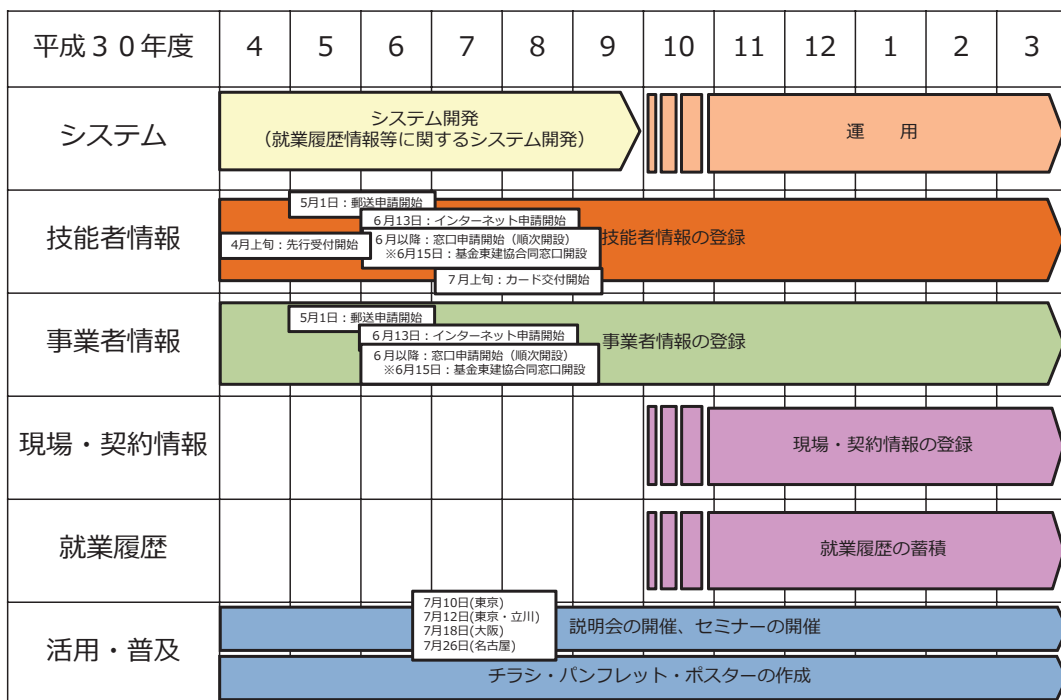 平成３０年度 4 5 6 7 8 9 10 11 12 1 2 3
システム
システム開発
（就業履歴情報等に関するシステム開発）
運　用
技能者情報
5月1日：郵送申請開始
6月13日：インターネット申請開始
4月上旬：先行受付開始
６月以降：窓口申請開始（順次開設）
※6月15日：基金東建協合同窓口開設
技能者情報の登録
７月上旬：カード交付開始
事業者情報
5月1日：郵送申請開始
6月13日：インターネット申請開始
６月以降：窓口申請開始（順次開設）
※6月15日：基金東建協合同窓口開設
事業者情報の登録
現場・契約情報
現場・契約情報の登録
就業履歴
就業履歴の蓄積
活用・普及
7月10日(東京)
7月12日(東京・立川)
7月18日(大阪)
7月26日(名古屋)
説明会の開催、セミナーの開催
チラシ・パンフレット・ポスターの作成